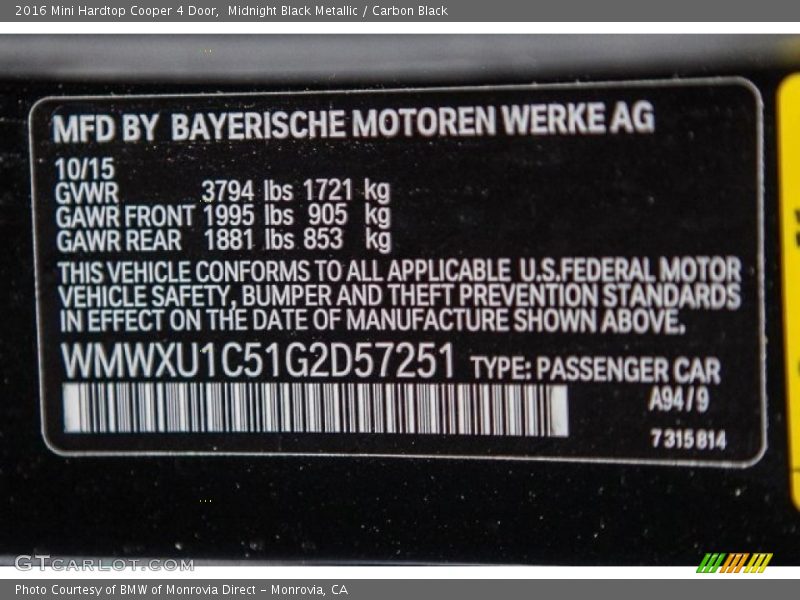 2016 Mini Hardtop Cooper 4 Door,  Midnight Black Metallic / Carbon Black
MFD BY BAYERISCHE MOTOREN WERKE AG
10/15
GVWR 3794 lbs 1721 kg
GAWR FRONT 1995 lbs 905 kg
GAWR REAR 1881 lbs 853 kg
THIS VEHICLE CONFORMS TO ALL APPLICABLE U.S.FEDERAL MOTOR
VEHICLE SAFETY, BUMPER AND THEFT PREVENTION STANDARDS
IN EFFECT ON THE DATE OF MANUFACTURE SHOWN ABOVE.
WMWXU1C51G2D57251 TYPE: PASSENGER CAR
A94/9
7315814
GTCARLOT.COM
Photo Courtesy of BMW of Monrovia Direct - Monrovia, CA